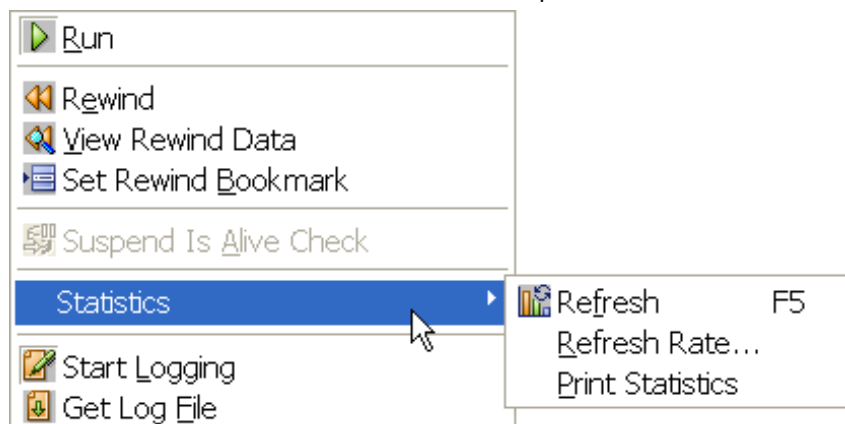 Run
Rewind
View Rewind Data
Set Rewind Bookmark
Suspend Is Alive Check
Statistics
Refresh F5
Refresh Rate...
Print Statistics
Start Logging
Get Log File